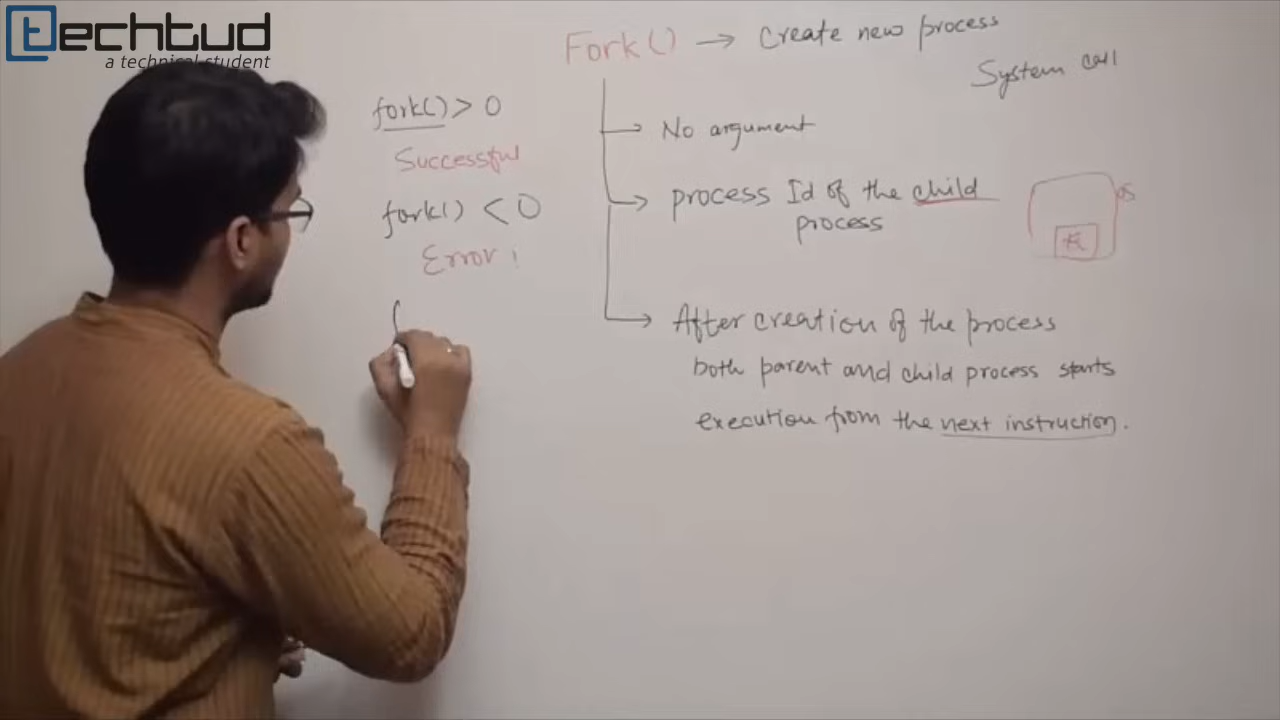 techtud
a technical student
Fork() → Create new process
System call
fork() > 0
Successful
fork() < 0
Error !
No argument
process Id of the child
process
OS
After creation of the process
both parent and child process starts
execution from the next instruction.